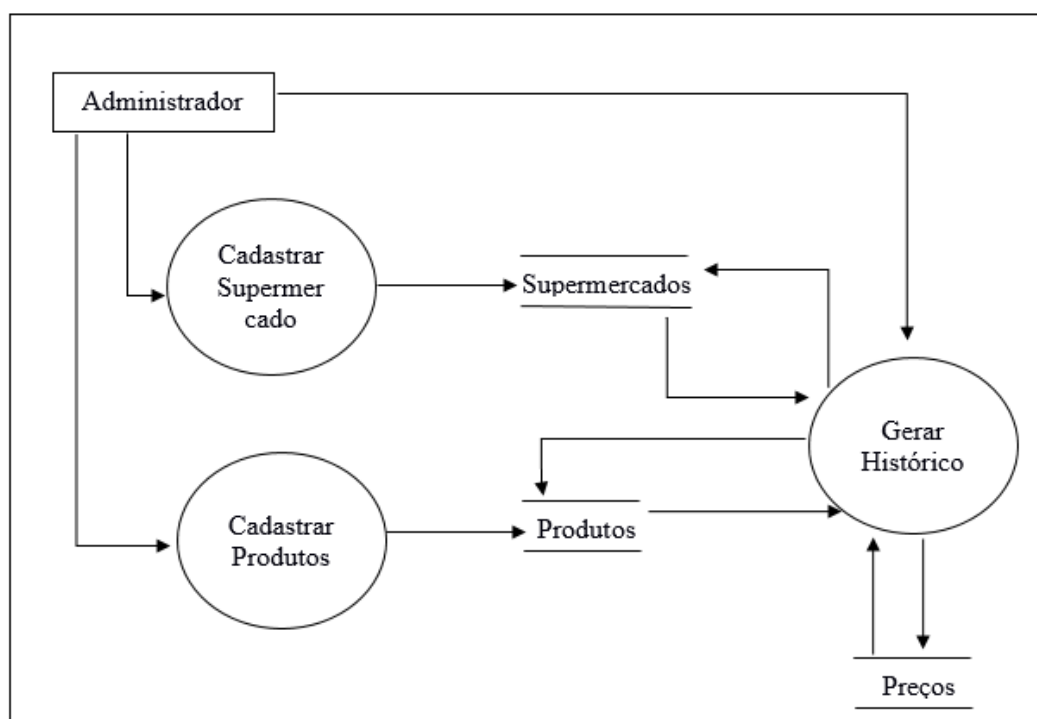 Administrador
Cadastrar
Supermer
cado
Supermercados
Gerar
Histórico
Cadastrar
Produtos
Produtos
Preços